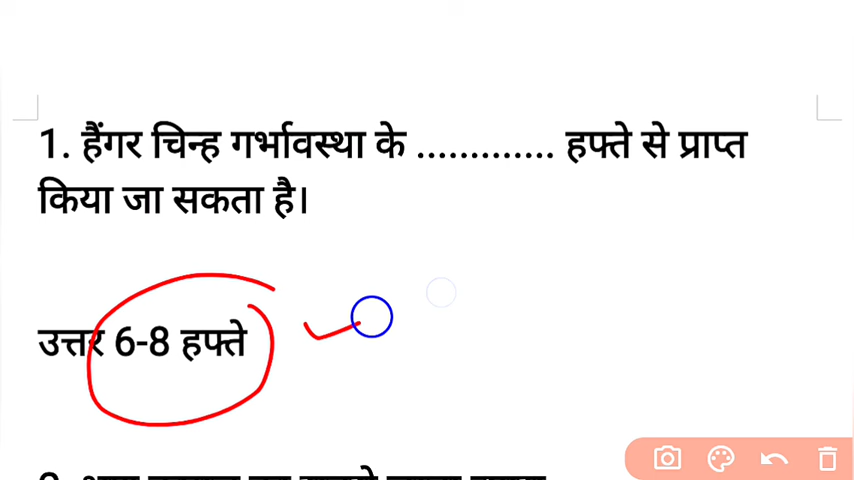 1. हैंगर चिन्ह गर्भावस्था के ............. हफ्ते से प्राप्त
किया जा सकता है।
उत्तर 6-8 हफ्ते